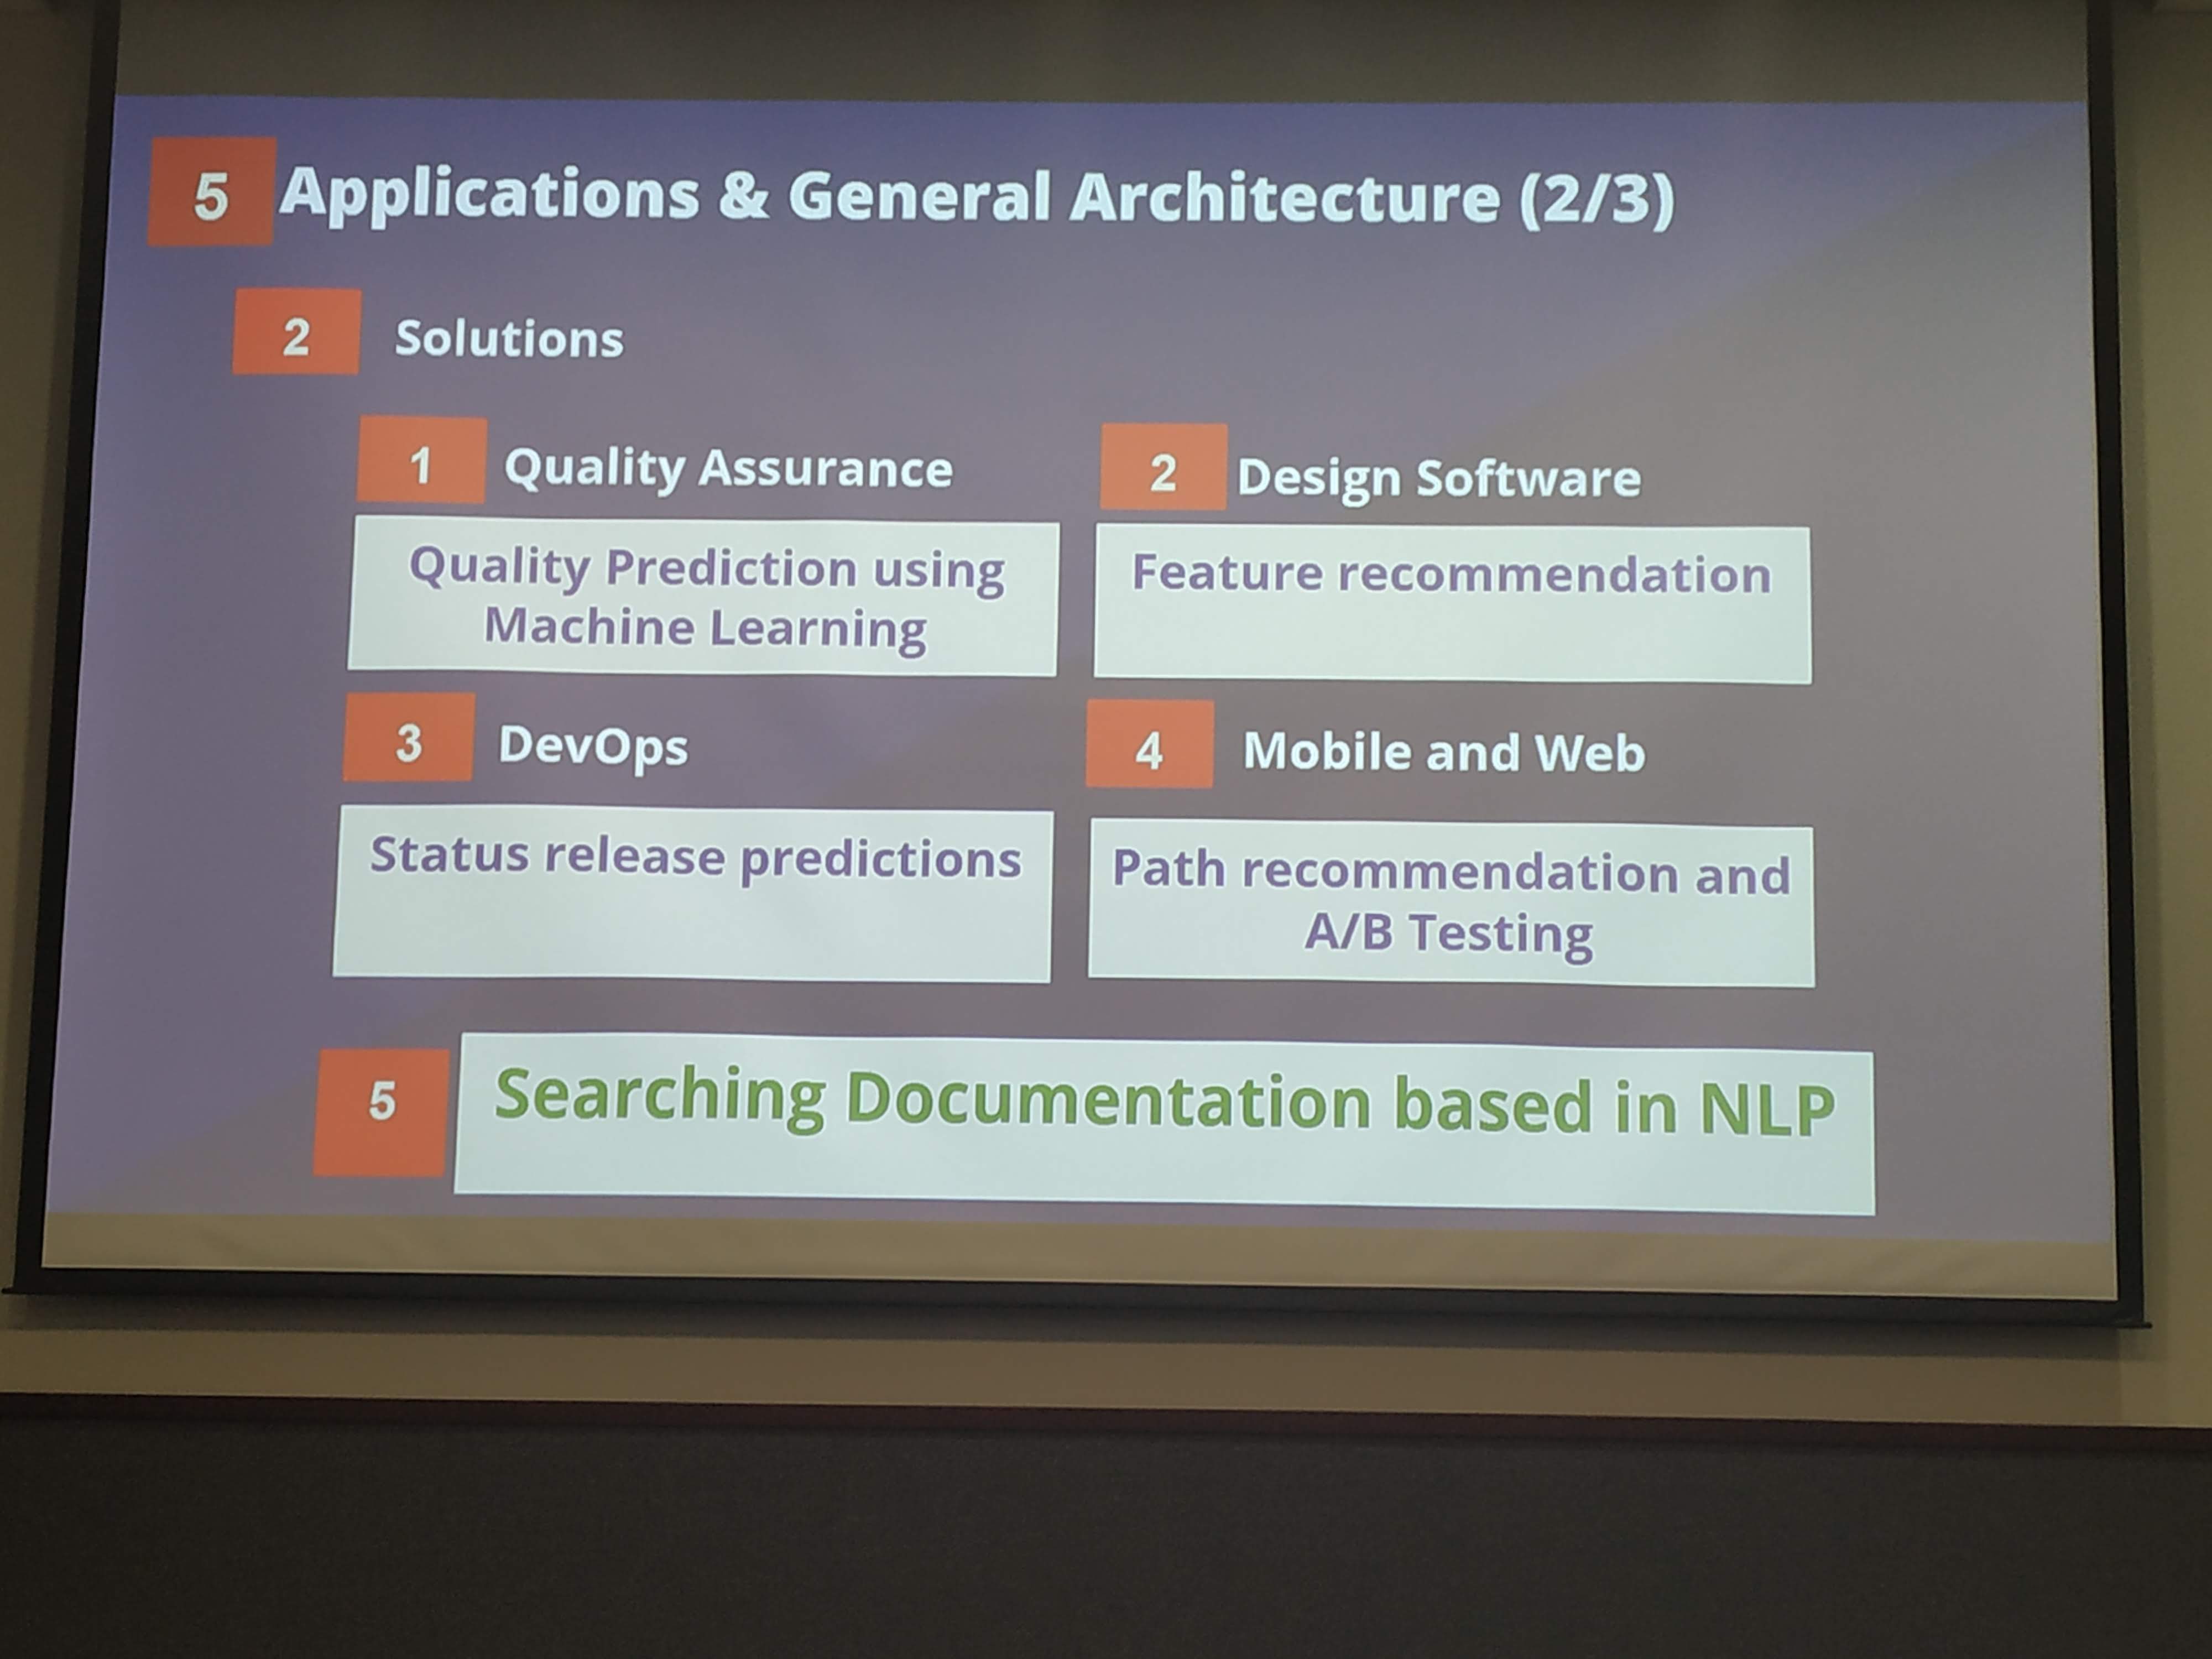 5 Applications & General Architecture (2/3)
2 Solutions
1 Quality Assurance
Quality Prediction using
Machine Learning
2 Design Software
Feature recommendation
3 DevOps
Status release predictions
4 Mobile and Web
Path recommendation and
A/B Testing
5 Searching Documentation based in NLP